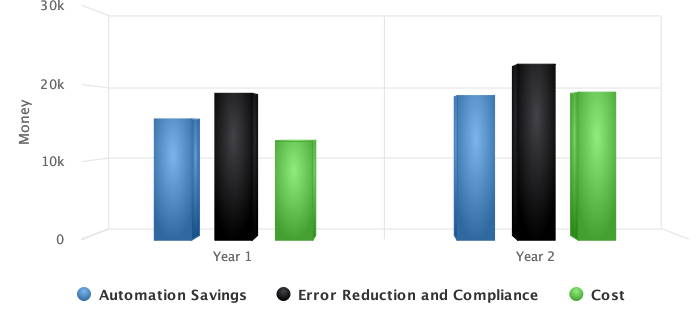 30k
20k
10k
0
Money
Year 1
Year 2
Automation Savings
Error Reduction and Compliance
Cost